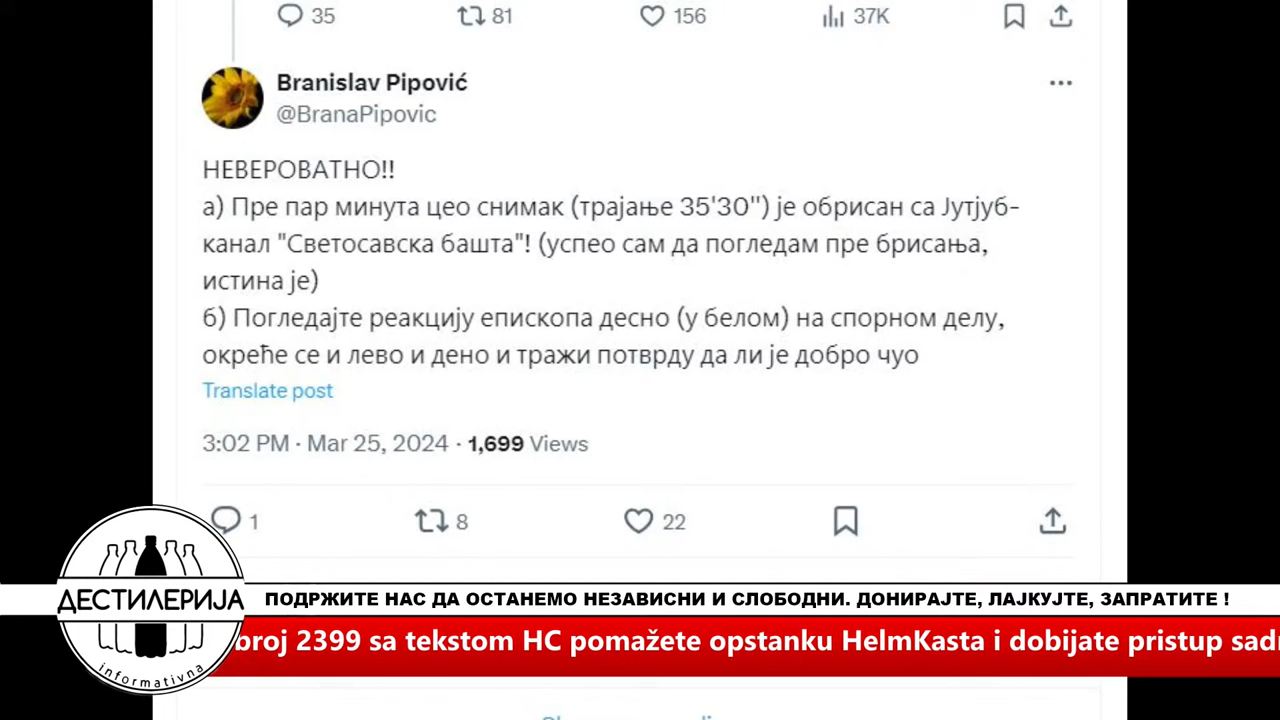 35 81 156 37K
Branislav Pipović
@BranaPipovic
НЕВЕРОВАТНО!!
а) Пре пар минута цео снимак (трајање 35'30'') је обрисан са Јутјуб-
канал "Светосавска башта"! (успео сам да погледам пре брисања,
истина је)
б) Погледајте реакцију епископа десно (у белом) на спорном делу,
окреће се и лево и дено и тражи потврду да ли је добро чуо
Translate post
3:02 PM · Mar 25, 2024 · 1,699 Views
1 8 22
ДЕСТИЛЕРИЈА
informativna
ПОДРЖИТЕ НАС ДА ОСТАНЕМО НЕЗАВИСНИ И СЛОБОДНИ. ДОНИРАЈТЕ, ЛАЈКУЈТЕ, ЗАПРАТИТЕ !
broj 2399 sa tekstom HC pomažete opstanku HelmKasta i dobijate pristup sad